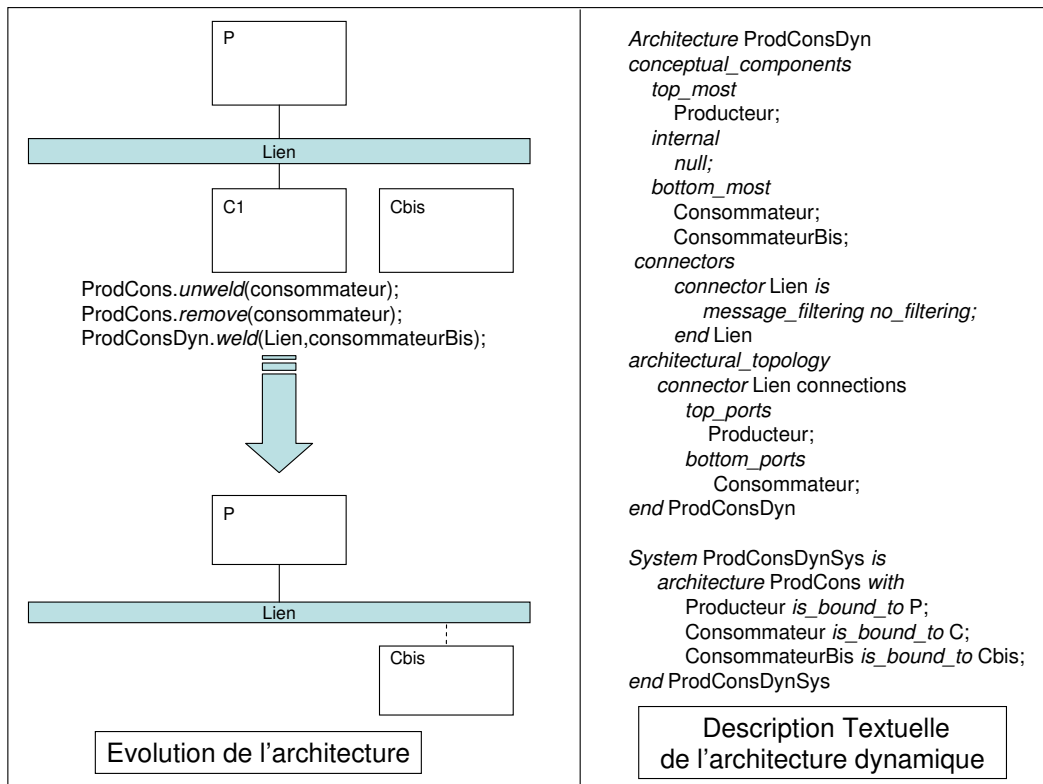 P
Lien
C1
Cbis
ProdCons.unweld(consommateur);
ProdCons.remove(consommateur);
ProdConsDyn.weld(Lien,consommateurBis);
P
Lien
Cbis
Evolution de l'architecture
Architecture ProdConsDyn
conceptual_components
top_most
Producteur;
internal
null;
bottom_most
Consommateur;
ConsommateurBis;
connectors
connector Lien is
message_filtering no_filtering;
end Lien
architectural_topology
connector Lien connections
top_ports
Producteur;
bottom_ports
Consommateur;
end ProdConsDyn
System ProdConsDynSys is
architecture ProdCons with
Producteur is_bound_to P;
Consommateur is_bound_to C;
ConsommateurBis is_bound_to Cbis;
end ProdConsDynSys
Description Textuelle
de l'architecture dynamique